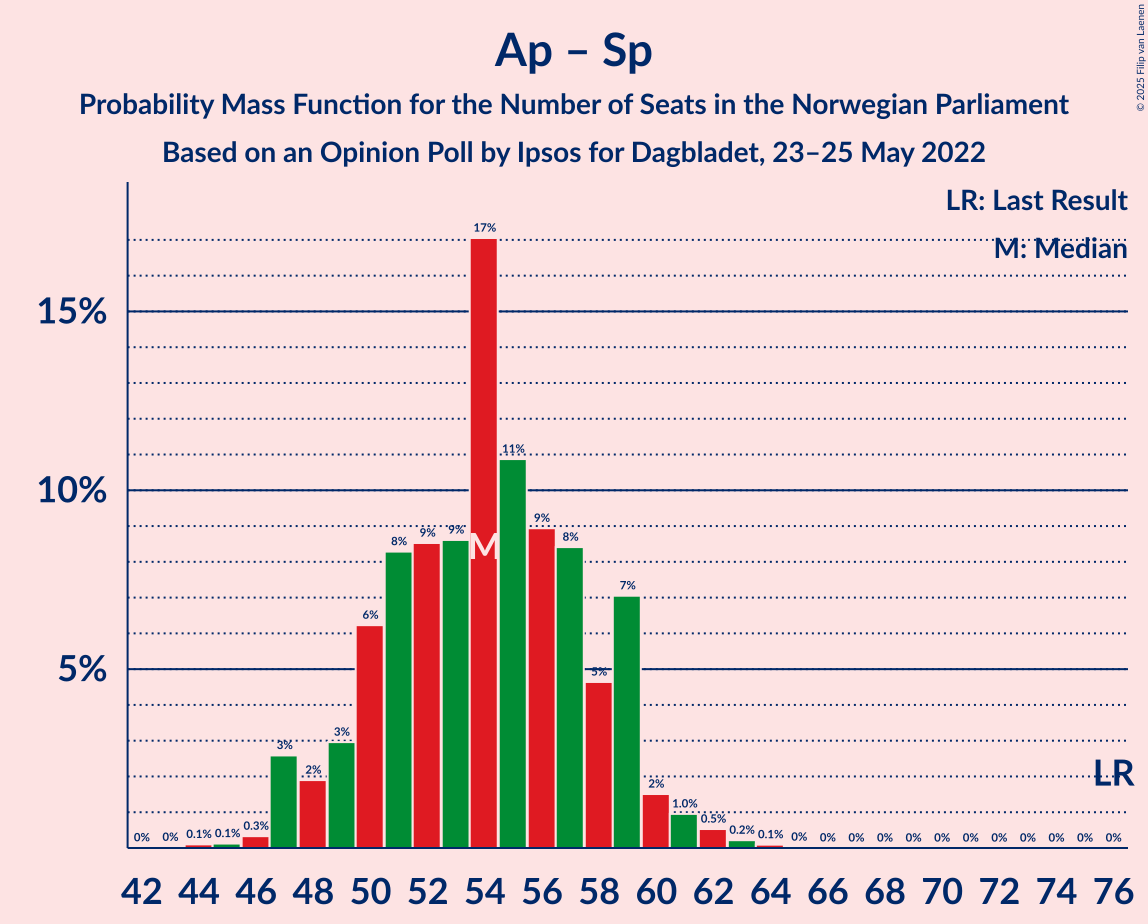 Ap – Sp
Probability Mass Function for the Number of Seats in the Norwegian Parliament
Based on an Opinion Poll by Ipsos for Dagbladet, 23–25 May 2022
© 2025 Filip van Laenen
LR: Last Result
M: Median
15%
10%
5%
0% 0% 0.1% 0.1% 0.3% 3% 2% 3% 6% 8% 9% 9% 17% 11% 9% 8% 5% 7% 2% 1.0% 0.5% 0.2% 0.1% 0% 0% 0% 0% 0% 0% 0% 0% 0% 0% 0% 0%
M
LR
42 44 46 48 50 52 54 56 58 60 62 64 66 68 70 72 74 76